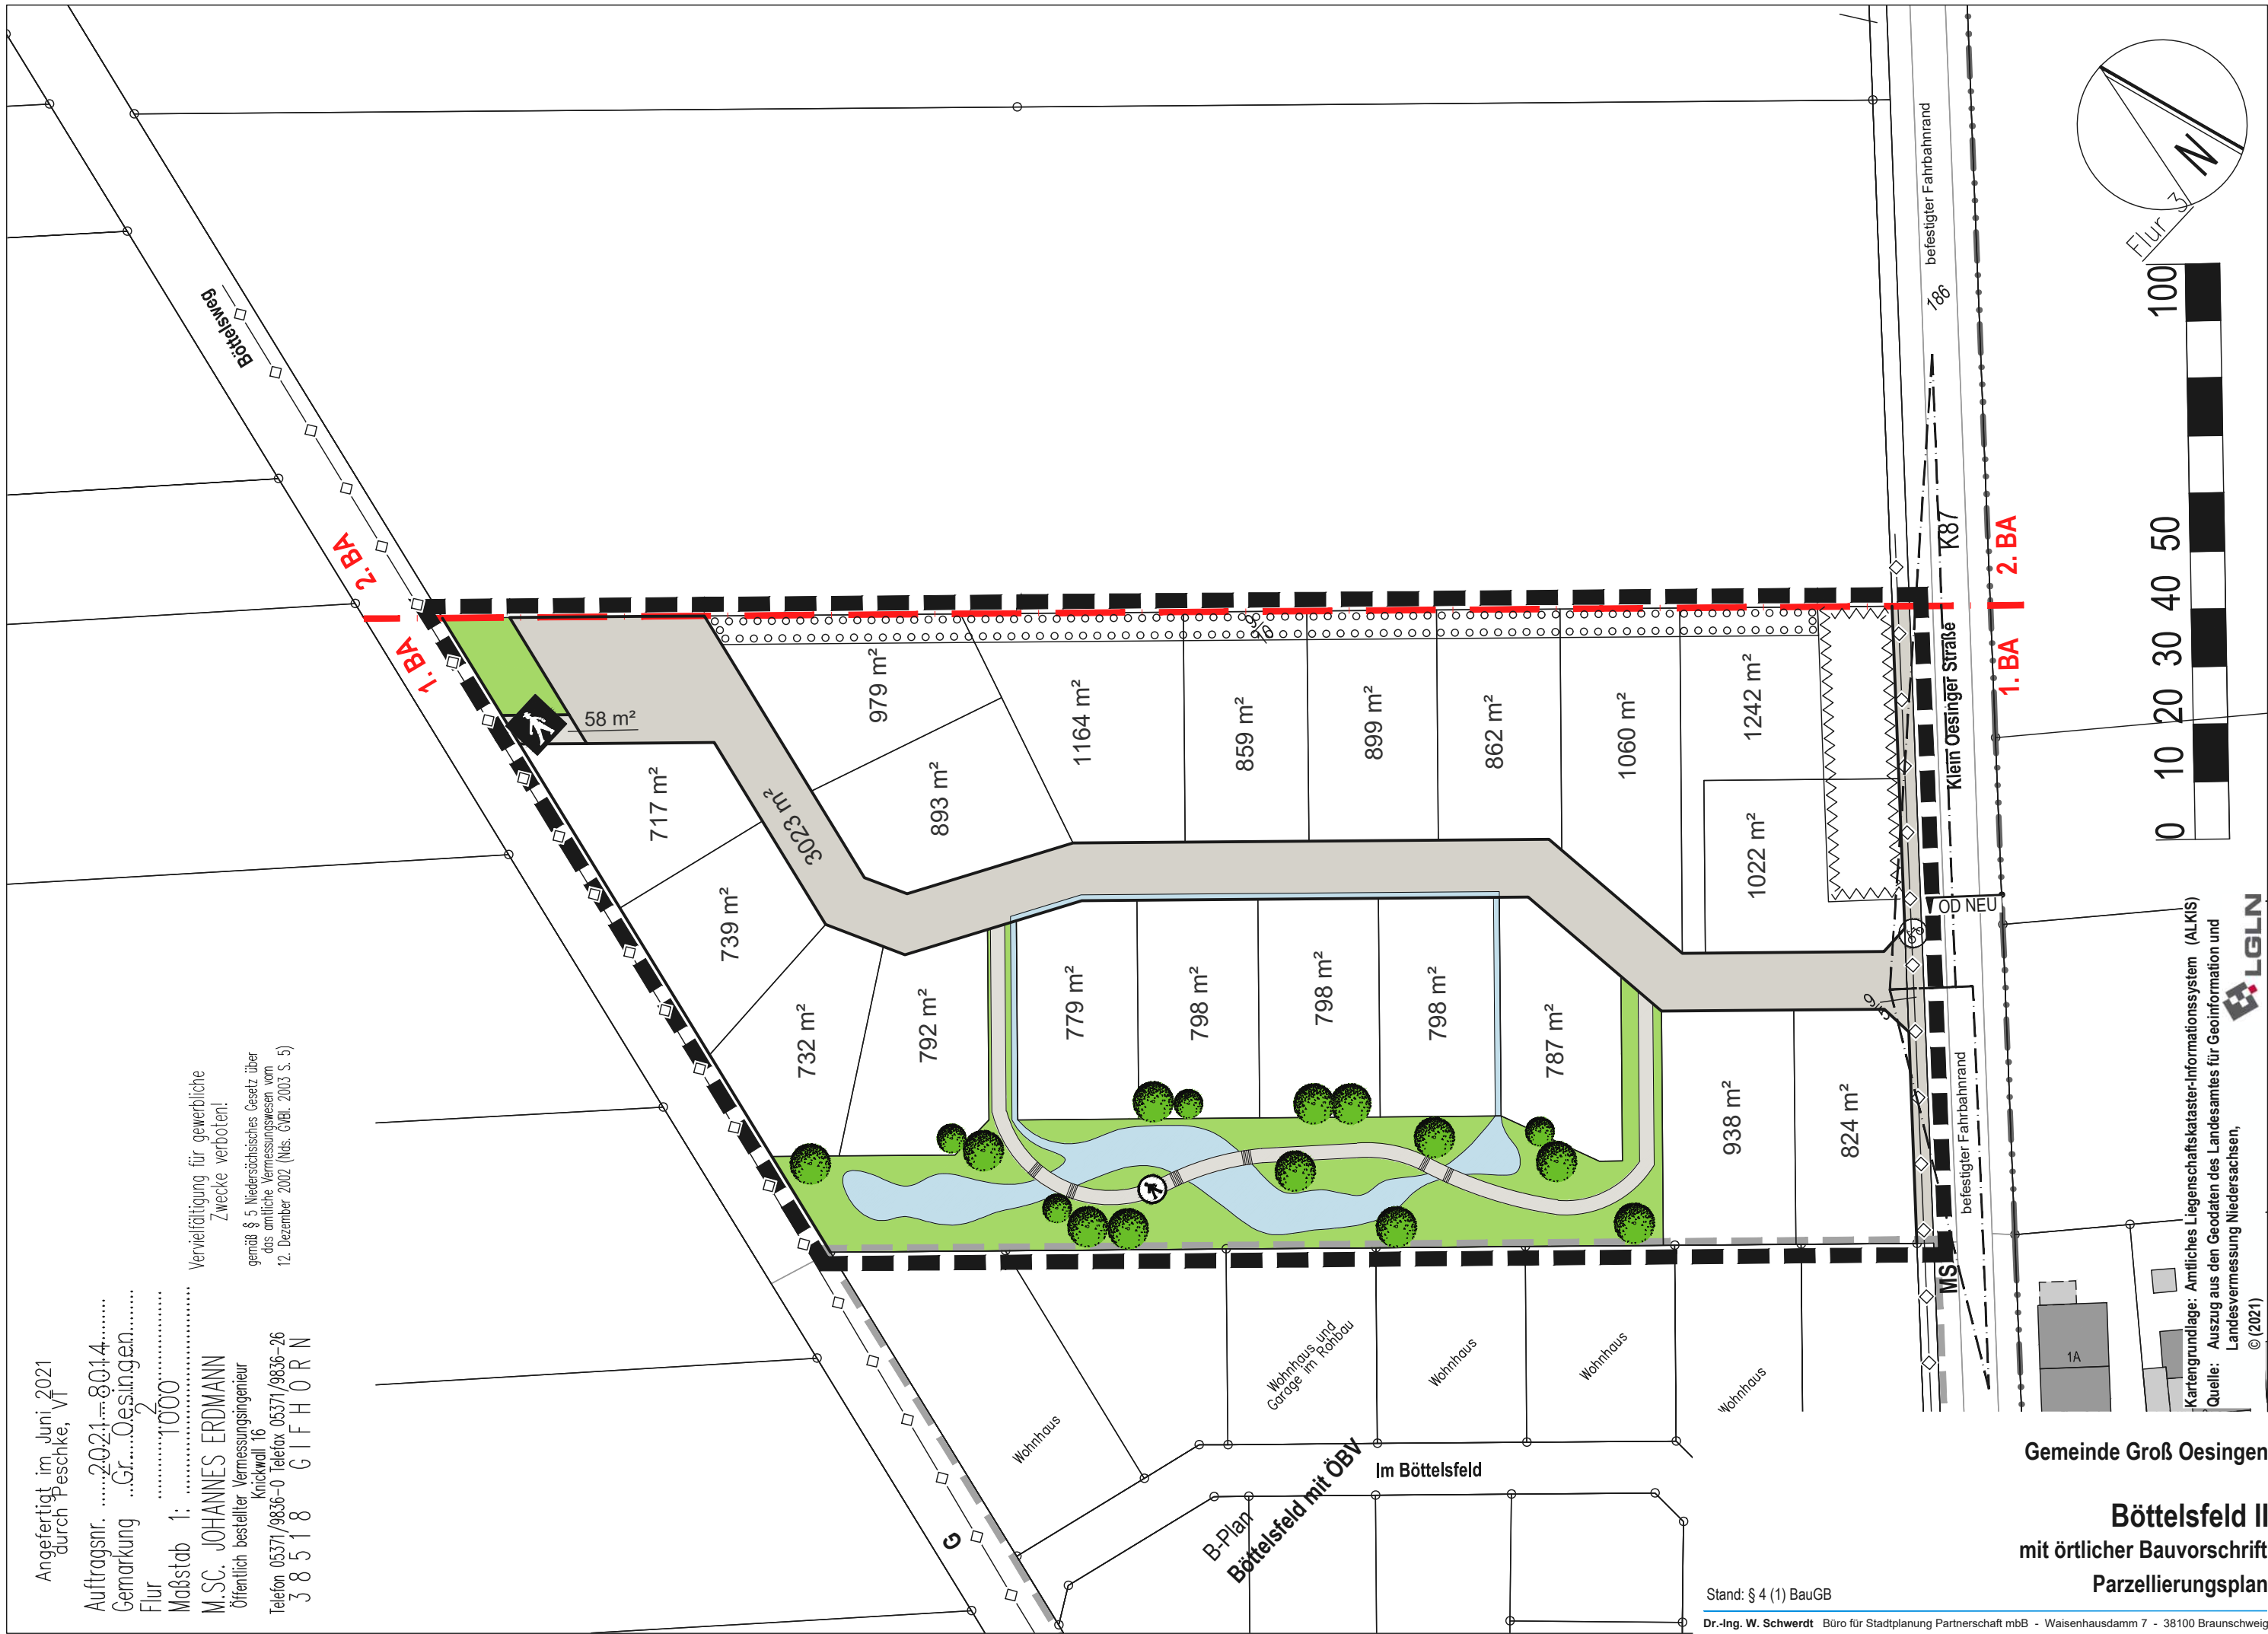 Böttelsweg
2. BA
1. BA
58 m²
717 m²
739 m²
732 m²
792 m²
3023 m²
979 m²
893 m²
1164 m²
859 m²
899 m²
862 m²
1060 m²
1242 m²
1022 m²
779 m²
798 m²
798 m²
798 m²
787 m²
938 m²
824 m²
befestigter Fahrbahnrand
186
K87
2. BA
1. BA
Klein Oesinger Straße
OD NEU
befestigter Fahrbahnrand
MS
1A
N
Flur 3
0 10 20 30 40 50 100
Wohnhaus
Wohnhaus und
Garage im Rohbau
Wohnhaus
Wohnhaus
Wohnhaus
Im Böttelsfeld
B-Plan
Böttelsfeld mit ÖBV
G
Angefertigt im Juni 2021
durch Peschke, VT
Auftragsnr. 2021-8014
Gemarkung Gr. Oesingen
Flur 2
Maßstab 1: 1000
M.SC. JOHANNES ERDMANN
Öffentlich bestellter Vermessungsingenieur
Knickwall 16
Telefon 05371/9836-0 Telefax 05371/9836-26
38518 GIFHORN
Vervielfältigung für gewerbliche
Zwecke verboten!
gemäß § 5 Niedersächsisches Gesetz über
das amtliche Vermessungswesen vom
12. Dezember 2002 (Nds. GVBl. 2003 S. 5)
Kartengrundlage: Amtliches Liegenschaftskataster-Informationssystem (ALKIS)
Quelle: Auszug aus den Geodaten des Landesamtes für Geoinformation und
Landesvermessung Niedersachsen,
© (2021)
LGLN
Gemeinde Groß Oesingen
Böttelsfeld II
mit örtlicher Bauvorschrift
Parzellierungsplan
Stand: § 4 (1) BauGB
Dr.-Ing. W. Schwerdt Büro für Stadtplanung Partnerschaft mbB - Waisenhausdamm 7 - 38100 Braunschweig